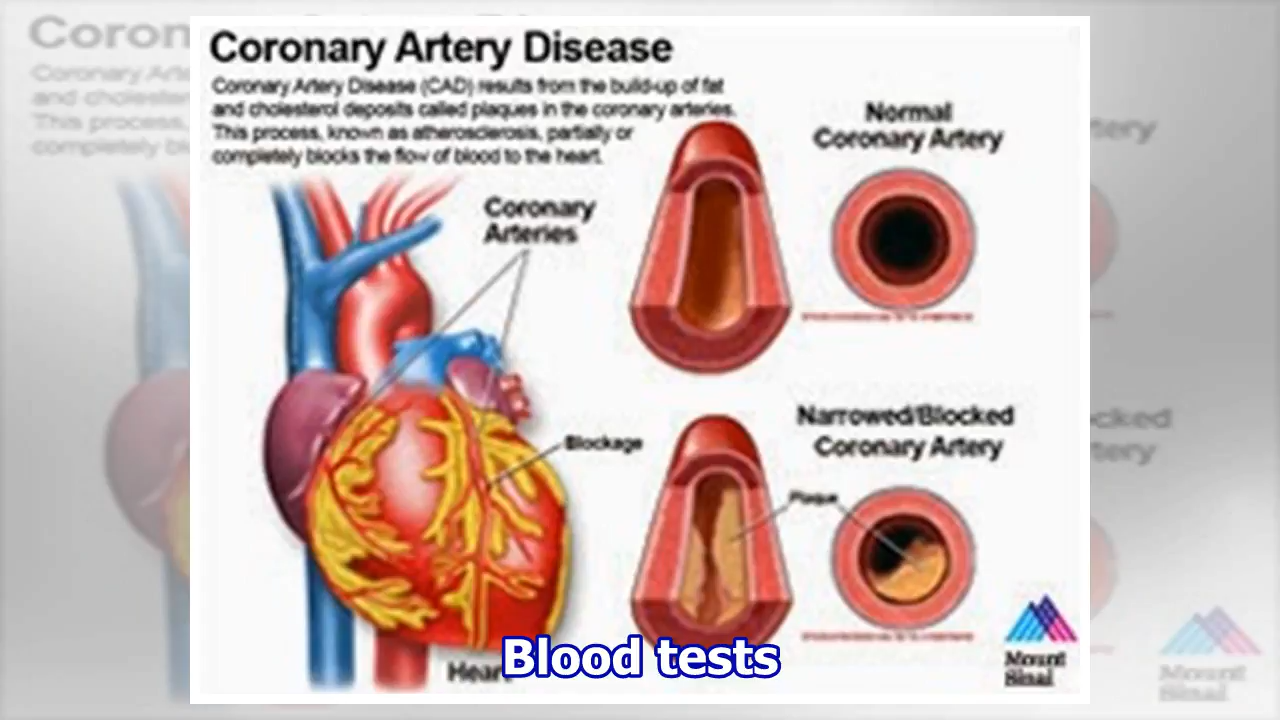 Coronary Artery Disease
Coronary Artery Disease (CAD) results from the build-up of fat
and cholesterol deposits called plaques in the coronary arteries.
This process, known as atherosclerosis, partially or
completely blocks the flow of blood to the heart.
Normal
Coronary Artery
Coronary
Arteries
Narrowed/Blocked
Coronary Artery
Blockage
Plaque
Heart
Blood tests
Mount
Sinai